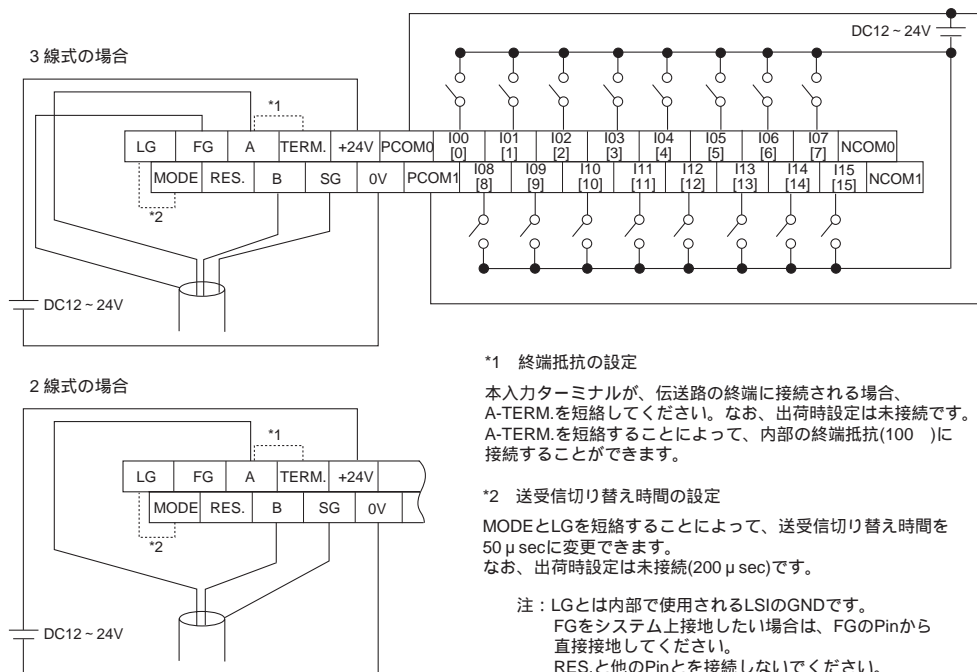 DC12～24V
3 線式の場合
*1
LG FG A TERM. +24V PCOM0 I00 [0] I01 [1] I02 [2] I03 [3] I04 [4] I05 [5] I06 [6] I07 [7] NCOM0
MODE RES. B SG 0V PCOM1 I08 [8] I09 [9] I10 [10] I11 [11] I12 [12] I13 [13] I14 [14] I15 [15] NCOM1
*2
DC12～24V
2 線式の場合
*1
LG FG A TERM. +24V
MODE RES. B SG 0V
*2
DC12～24V
*1 終端抵抗の設定
本入力ターミナルが、伝送路の終端に接続される場合、
A-TERM.を短絡してください。なお、出荷時設定は未接続です。
A-TERM.を短絡することによって、内部の終端抵抗(100 )に
接続することができます。
*2 送受信切り替え時間の設定
MODEとLGを短絡することによって、送受信切り替え時間を
50μsecに変更できます。
なお、出荷時設定は未接続(200μsec)です。
注：LGとは内部で使用されるLSIのGNDです。
FGをシステム上接地したい場合は、FGのPinから
直接接地してください。
RES.と他のPinとを接続しないでください。